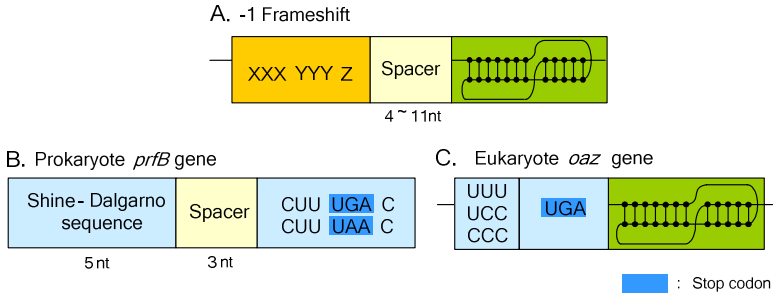 A. -1 Frameshift
XXX YYY Z
Spacer
4 ~ 11nt
B. Prokaryote prfB gene
Shine - Dalgarno
sequence
Spacer
CUU UGA C
CUU UAA C
5 nt
3 nt
C. Eukaryote oaz gene
UUU
UCC
CCC
UGA
: Stop codon